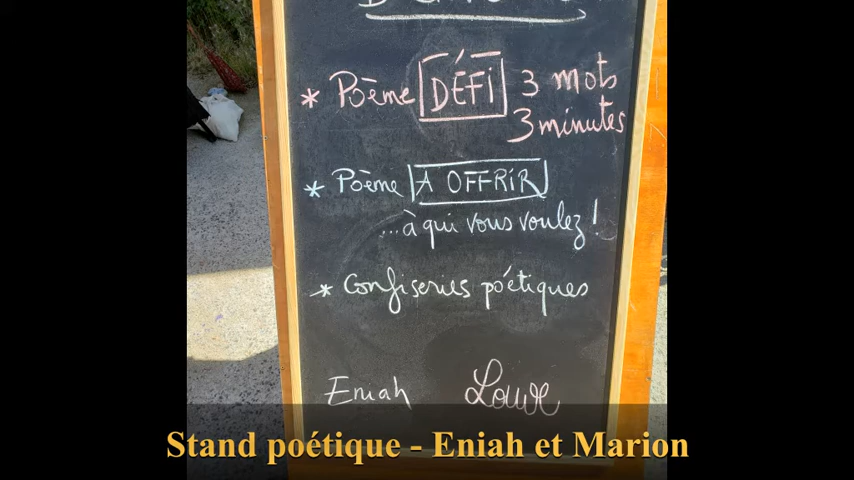 * Poème DÉFI 3 mots
3 minutes
* Poème A OFFRIR
...à qui vous voulez !
* Confiseries poétiques
Eniah Louve
Stand poétique - Eniah et Marion